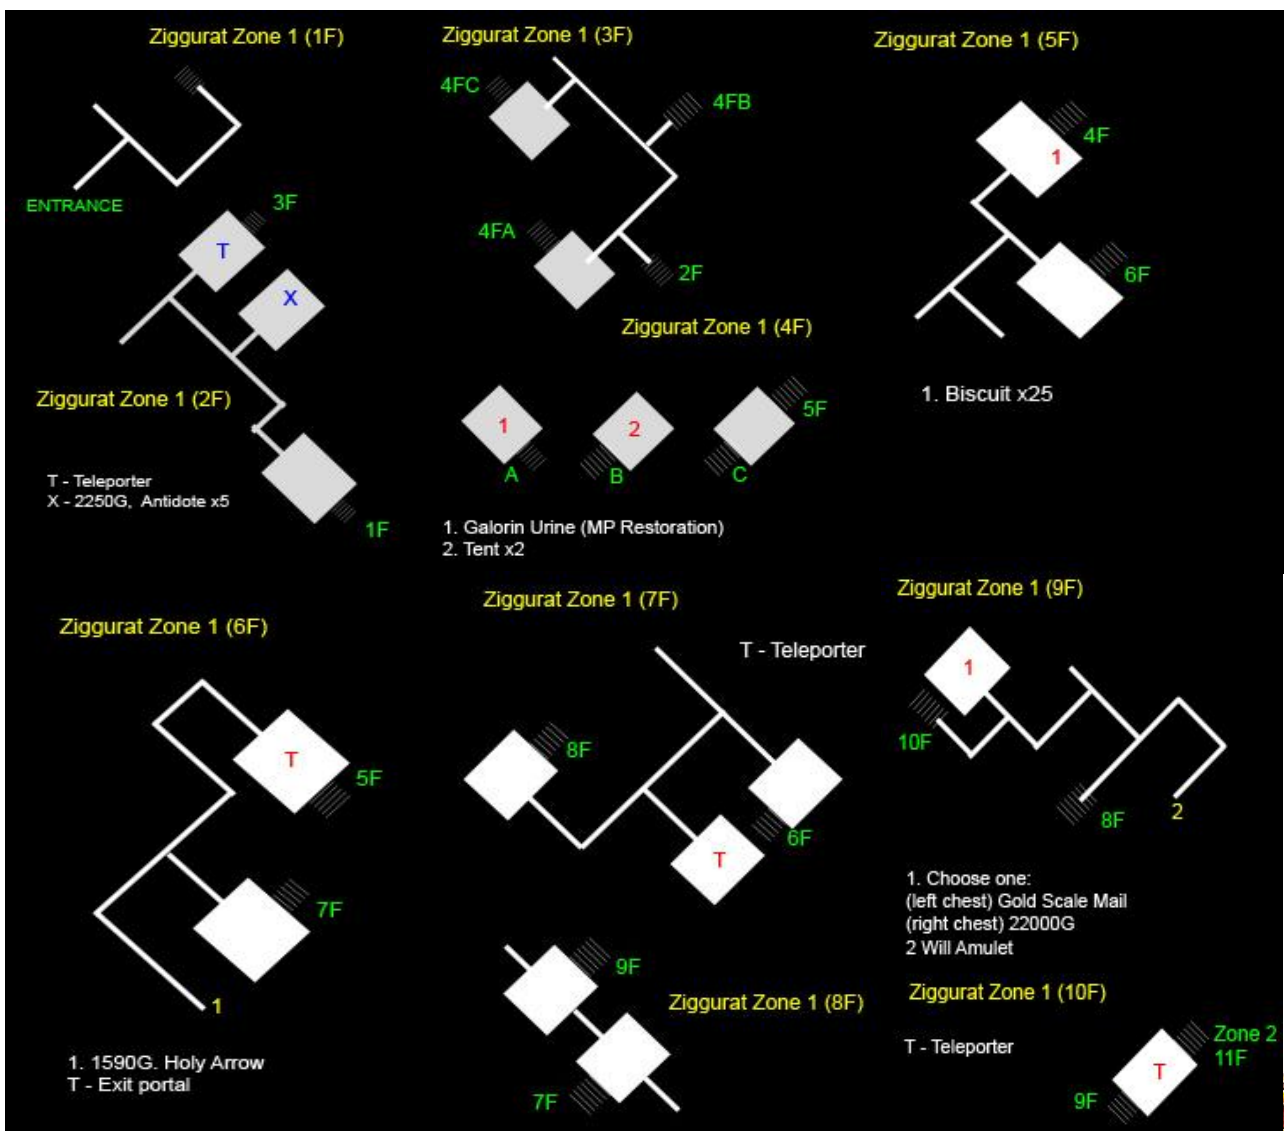 Ziggurat Zone 1 (1F)
ENTRANCE
3F
T
X
Ziggurat Zone 1 (2F)
T - Teleporter
X - 2250G, Antidote x5
1F
Ziggurat Zone 1 (3F)
4FC
4FB
4FA
2F
Ziggurat Zone 1 (4F)
1
2
5F
A
B
C
1. Galorin Urine (MP Restoration)
2. Tent x2
Ziggurat Zone 1 (5F)
4F
1
6F
1. Biscuit x25
Ziggurat Zone 1 (6F)
T
5F
7F
1
1. 1590G. Holy Arrow
T - Exit portal
Ziggurat Zone 1 (7F)
T - Teleporter
8F
6F
T
9F
Ziggurat Zone 1 (8F)
7F
Ziggurat Zone 1 (9F)
1
10F
8F
2
1. Choose one:
(left chest) Gold Scale Mail
(right chest) 22000G
2 Will Amulet
Ziggurat Zone 1 (10F)
T - Teleporter
Zone 2
11F
T
9F